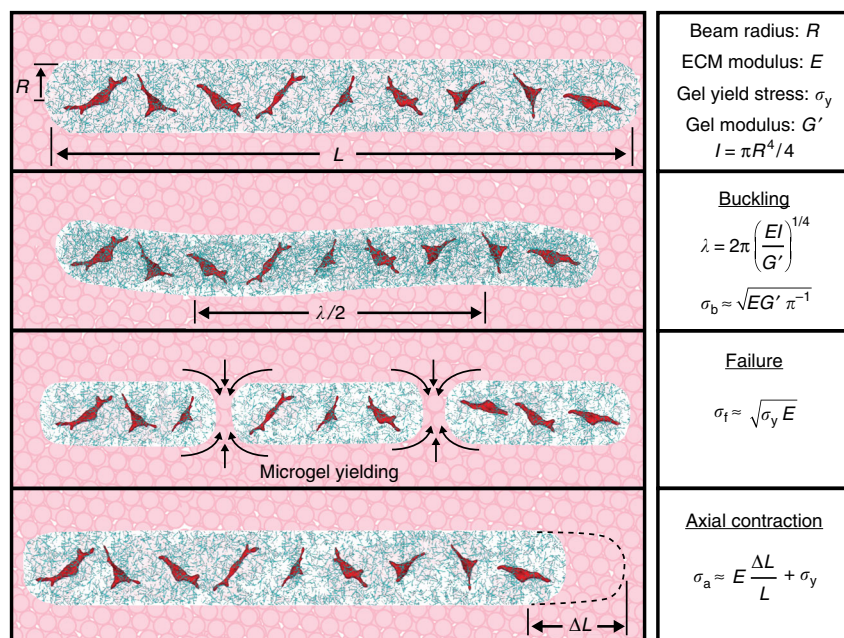 R
L
Beam radius: R
ECM modulus: E
Gel yield stress: σy
Gel modulus: G′
I = πR⁴/4
λ/2
Buckling
λ = 2π (EI/G′)^1/4
σb ≈ √(EG′ π⁻¹)
Microgel yielding
Failure
σf ≈ √(σy E)
ΔL
Axial contraction
σa ≈ E ΔL/L + σy